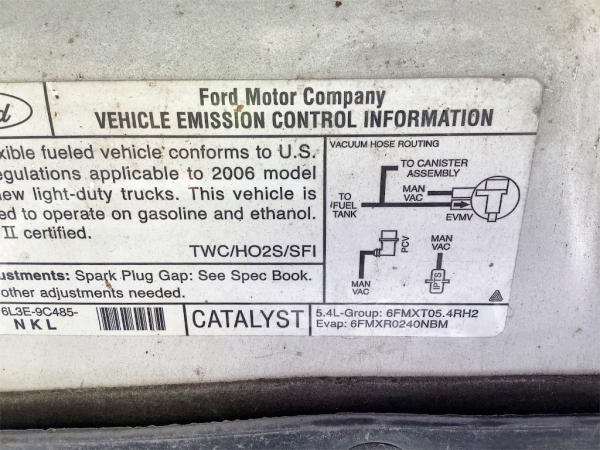 Ford Motor Company
VEHICLE EMISSION CONTROL INFORMATION
xible fueled vehicle conforms to U.S.
egulations applicable to 2006 model
new light-duty trucks. This vehicle is
ed to operate on gasoline and ethanol.
II certified.
TWC/HO2S/SFI
justments: Spark Plug Gap: See Spec Book.
other adjustments needed.
6L3E-9C485-
NKL
CATALYST
VACUUM HOSE ROUTING
TO CANISTER
ASSEMBLY
MAN
VAC
TO
FUEL
TANK
EVMV
PCV
MAN
VAC
MAN
VAC
IPTS
5.4L-Group: 6FMXT05.4RH2
Evap: 6FMXR0240NBM